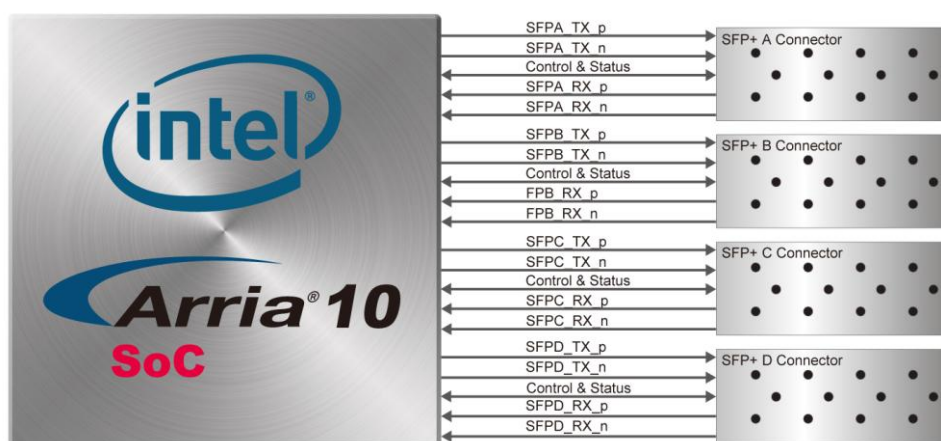 intel®
Arria® 10
SoC
SFPA_TX_p
SFPA_TX_n
Control & Status
SFPA_RX_p
SFPA_RX_n
SFP+ A Connector
SFPB_TX_p
SFPB_TX_n
Control & Status
FPB_RX_p
FPB_RX_n
SFP+ B Connector
SFPC_TX_p
SFPC_TX_n
Control & Status
SFPC_RX_p
SFPC_RX_n
SFP+ C Connector
SFPD_TX_p
SFPD_TX_n
Control & Status
SFPD_RX_p
SFPD_RX_n
SFP+ D Connector